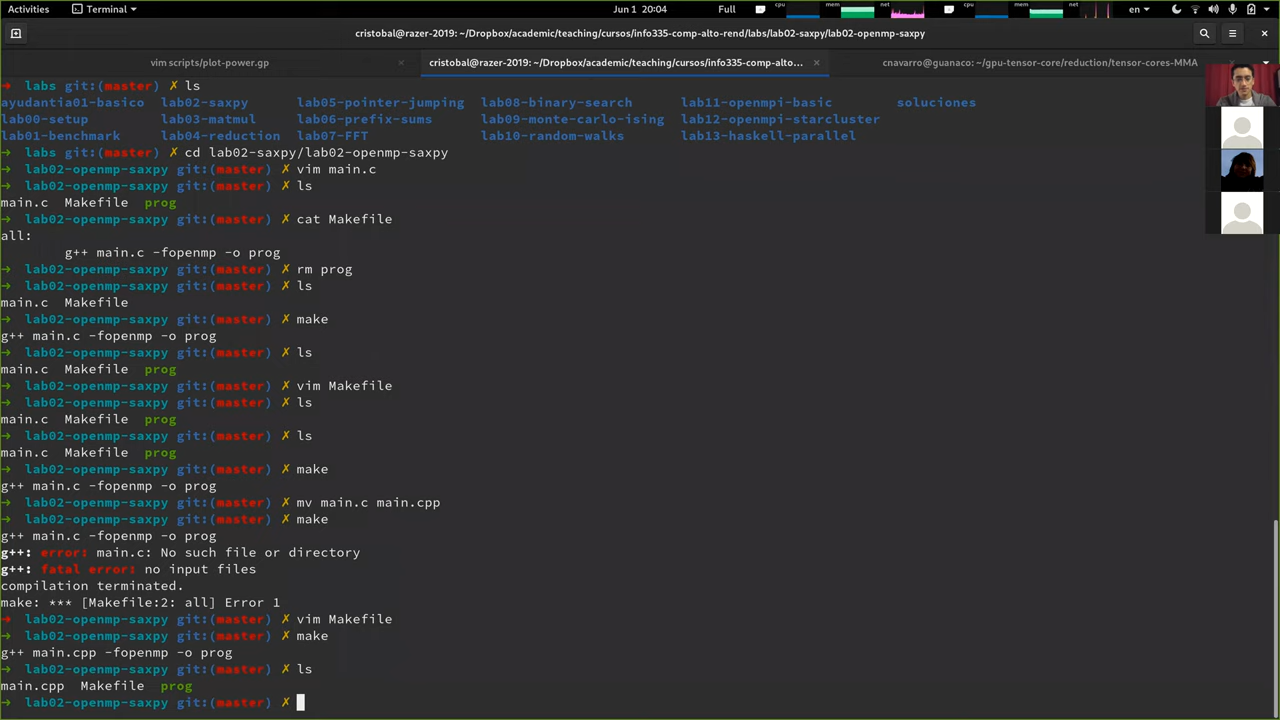 Activities Terminal ▾ Jun 1 20:04 Full cpu mem net cpu mem net en ▾
cristobal@razer-2019: ~/Dropbox/academic/teaching/cursos/info335-comp-alto-rend/labs/lab02-saxpy/lab02-openmp-saxpy
vim scripts/plot-power.gp × cristobal@razer-2019: ~/Dropbox/academic/teaching/cursos/info335-comp-alto... × cnavarro@guanaco: ~/gpu-tensor-core/reduction/tensor-cores-MMA
→ labs git:(master) ✗ ls
ayudantia01-basico lab02-saxpy lab05-pointer-jumping lab08-binary-search lab11-openmpi-basic soluciones
lab00-setup lab03-matmul lab06-prefix-sums lab09-monte-carlo-ising lab12-openmpi-starcluster
lab01-benchmark lab04-reduction lab07-FFT lab10-random-walks lab13-haskell-parallel
→ labs git:(master) ✗ cd lab02-saxpy/lab02-openmp-saxpy
→ lab02-openmp-saxpy git:(master) ✗ vim main.c
→ lab02-openmp-saxpy git:(master) ✗ ls
main.c Makefile prog
→ lab02-openmp-saxpy git:(master) ✗ cat Makefile
all:
g++ main.c -fopenmp -o prog
→ lab02-openmp-saxpy git:(master) ✗ rm prog
→ lab02-openmp-saxpy git:(master) ✗ ls
main.c Makefile
→ lab02-openmp-saxpy git:(master) ✗ make
g++ main.c -fopenmp -o prog
→ lab02-openmp-saxpy git:(master) ✗ ls
main.c Makefile prog
→ lab02-openmp-saxpy git:(master) ✗ vim Makefile
→ lab02-openmp-saxpy git:(master) ✗ ls
main.c Makefile prog
→ lab02-openmp-saxpy git:(master) ✗ ls
main.c Makefile prog
→ lab02-openmp-saxpy git:(master) ✗ make
g++ main.c -fopenmp -o prog
→ lab02-openmp-saxpy git:(master) ✗ mv main.c main.cpp
→ lab02-openmp-saxpy git:(master) ✗ make
g++ main.c -fopenmp -o prog
g++: error: main.c: No such file or directory
g++: fatal error: no input files
compilation terminated.
make: *** [Makefile:2: all] Error 1
→ lab02-openmp-saxpy git:(master) ✗ vim Makefile
→ lab02-openmp-saxpy git:(master) ✗ make
g++ main.cpp -fopenmp -o prog
→ lab02-openmp-saxpy git:(master) ✗ ls
main.cpp Makefile prog
→ lab02-openmp-saxpy git:(master) ✗